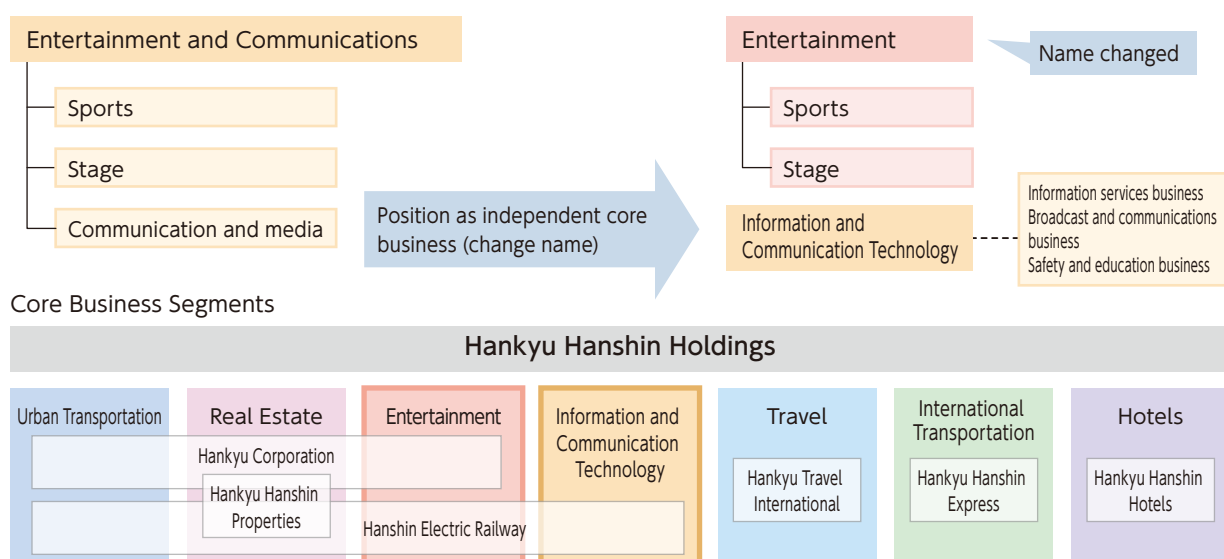 Entertainment and Communications
Sports
Stage
Communication and media
Position as independent core
business (change name)
Entertainment
Name changed
Sports
Stage
Information and
Communication Technology
Information services business
Broadcast and communications
business
Safety and education business
Core Business Segments
Hankyu Hanshin Holdings
Urban Transportation
Real Estate
Entertainment
Information and
Communication
Technology
Travel
International
Transportation
Hotels
Hankyu Corporation
Hankyu Hanshin
Properties
Hanshin Electric Railway
Hankyu Travel
International
Hankyu Hanshin
Express
Hankyu Hanshin
Hotels